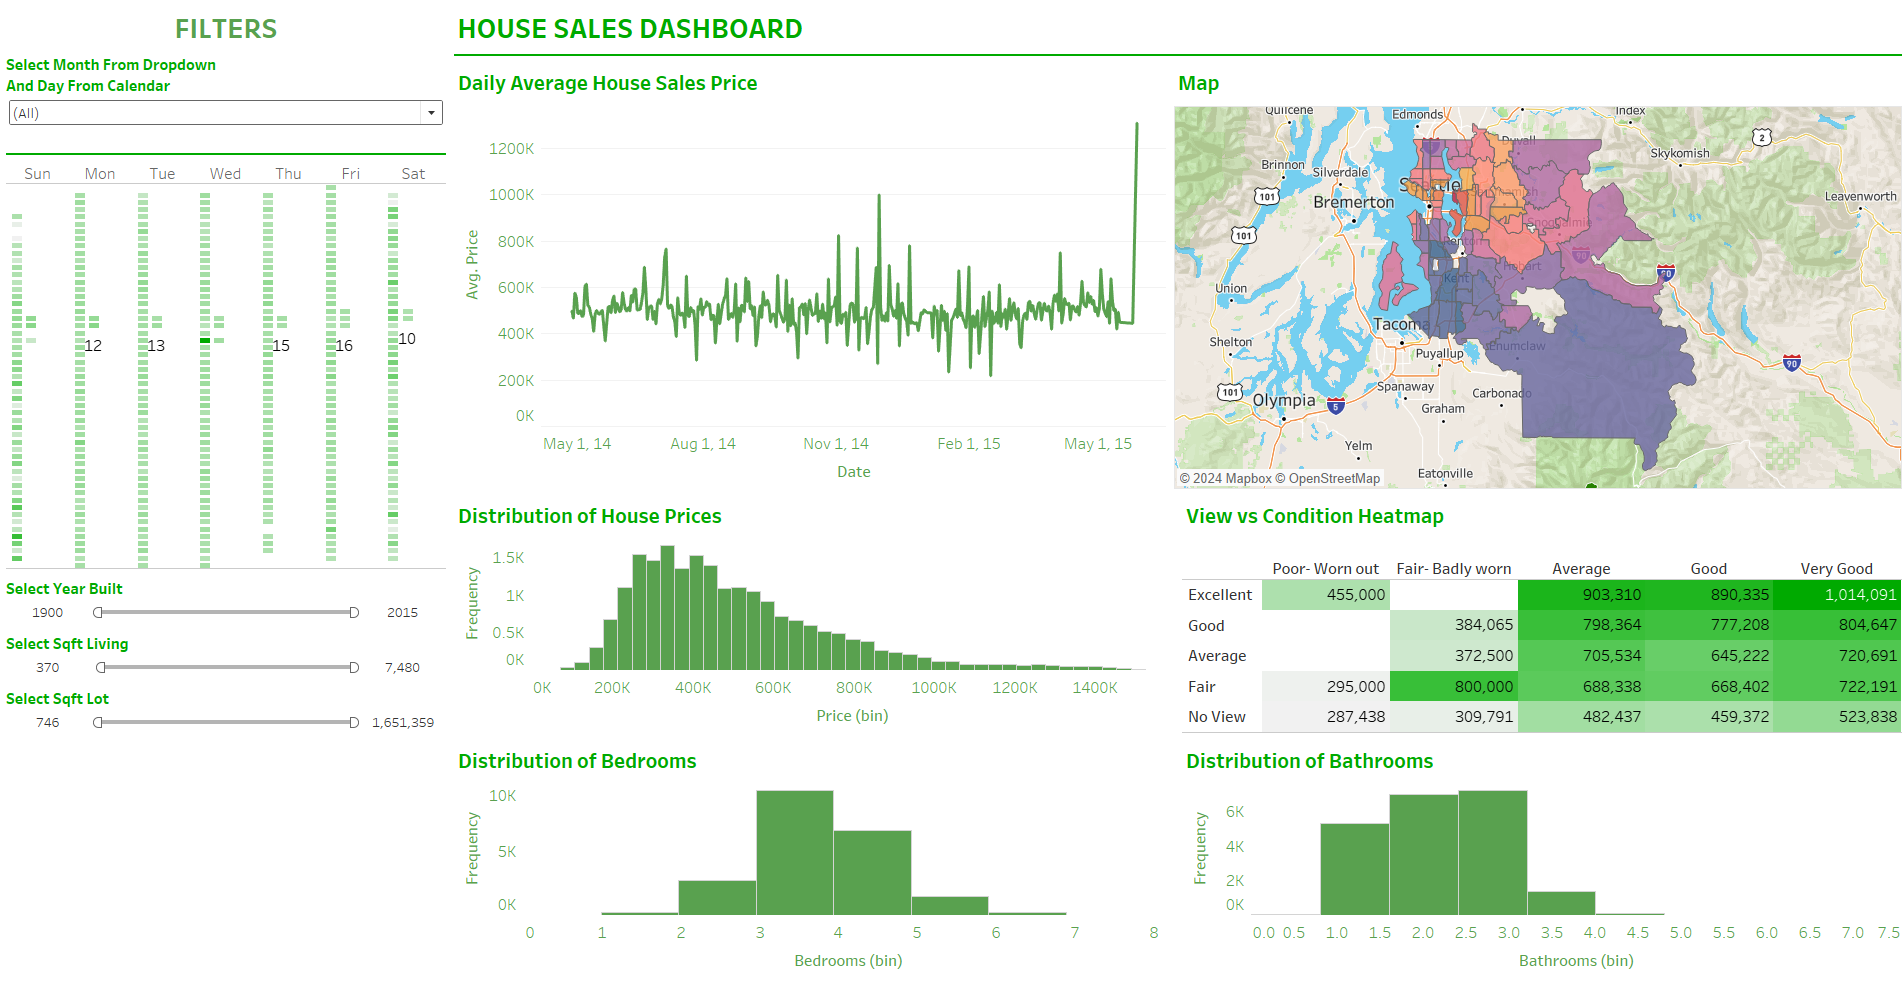 FILTERS
Select Month From Dropdown
And Day From Calendar
(All)
Sun Mon Tue Wed Thu Fri Sat
12 13 15 16 10
Select Year Built
1900 2015
Select Sqft Living
370 7,480
Select Sqft Lot
746 1,651,359
HOUSE SALES DASHBOARD
Daily Average House Sales Price
Avg. Price
1200K
1000K
800K
600K
400K
200K
0K
May 1, 14 Aug 1, 14 Nov 1, 14 Feb 1, 15 May 1, 15
Date
Map
Quilcene
Edmonds
Index
2
Duvall
Skykomish
Brinnon
Silverdale
Leavenworth
101
Bremerton
Snoqualmie
101
Renton
90
Hobart
90
Kent
Union
Tacoma
Shelton
Puyallup
Enumclaw
90
101
Spanaway
Carbonado
Olympia
5
Graham
Yelm
Eatonville
© 2024 Mapbox © OpenStreetMap
Distribution of House Prices
Frequency
1.5K
1K
0.5K
0K
0K 200K 400K 600K 800K 1000K 1200K 1400K
Price (bin)
View vs Condition Heatmap
Poor- Worn out Fair- Badly worn Average Good Very Good
Excellent 455,000 903,310 890,335 1,014,091
Good 384,065 798,364 777,208 804,647
Average 372,500 705,534 645,222 720,691
Fair 295,000 800,000 688,338 668,402 722,191
No View 287,438 309,791 482,437 459,372 523,838
Distribution of Bedrooms
Frequency
10K
5K
0K
0 1 2 3 4 5 6 7 8
Bedrooms (bin)
Distribution of Bathrooms
Frequency
6K
4K
2K
0K
0.0 0.5 1.0 1.5 2.0 2.5 3.0 3.5 4.0 4.5 5.0 5.5 6.0 6.5 7.0 7.5
Bathrooms (bin)